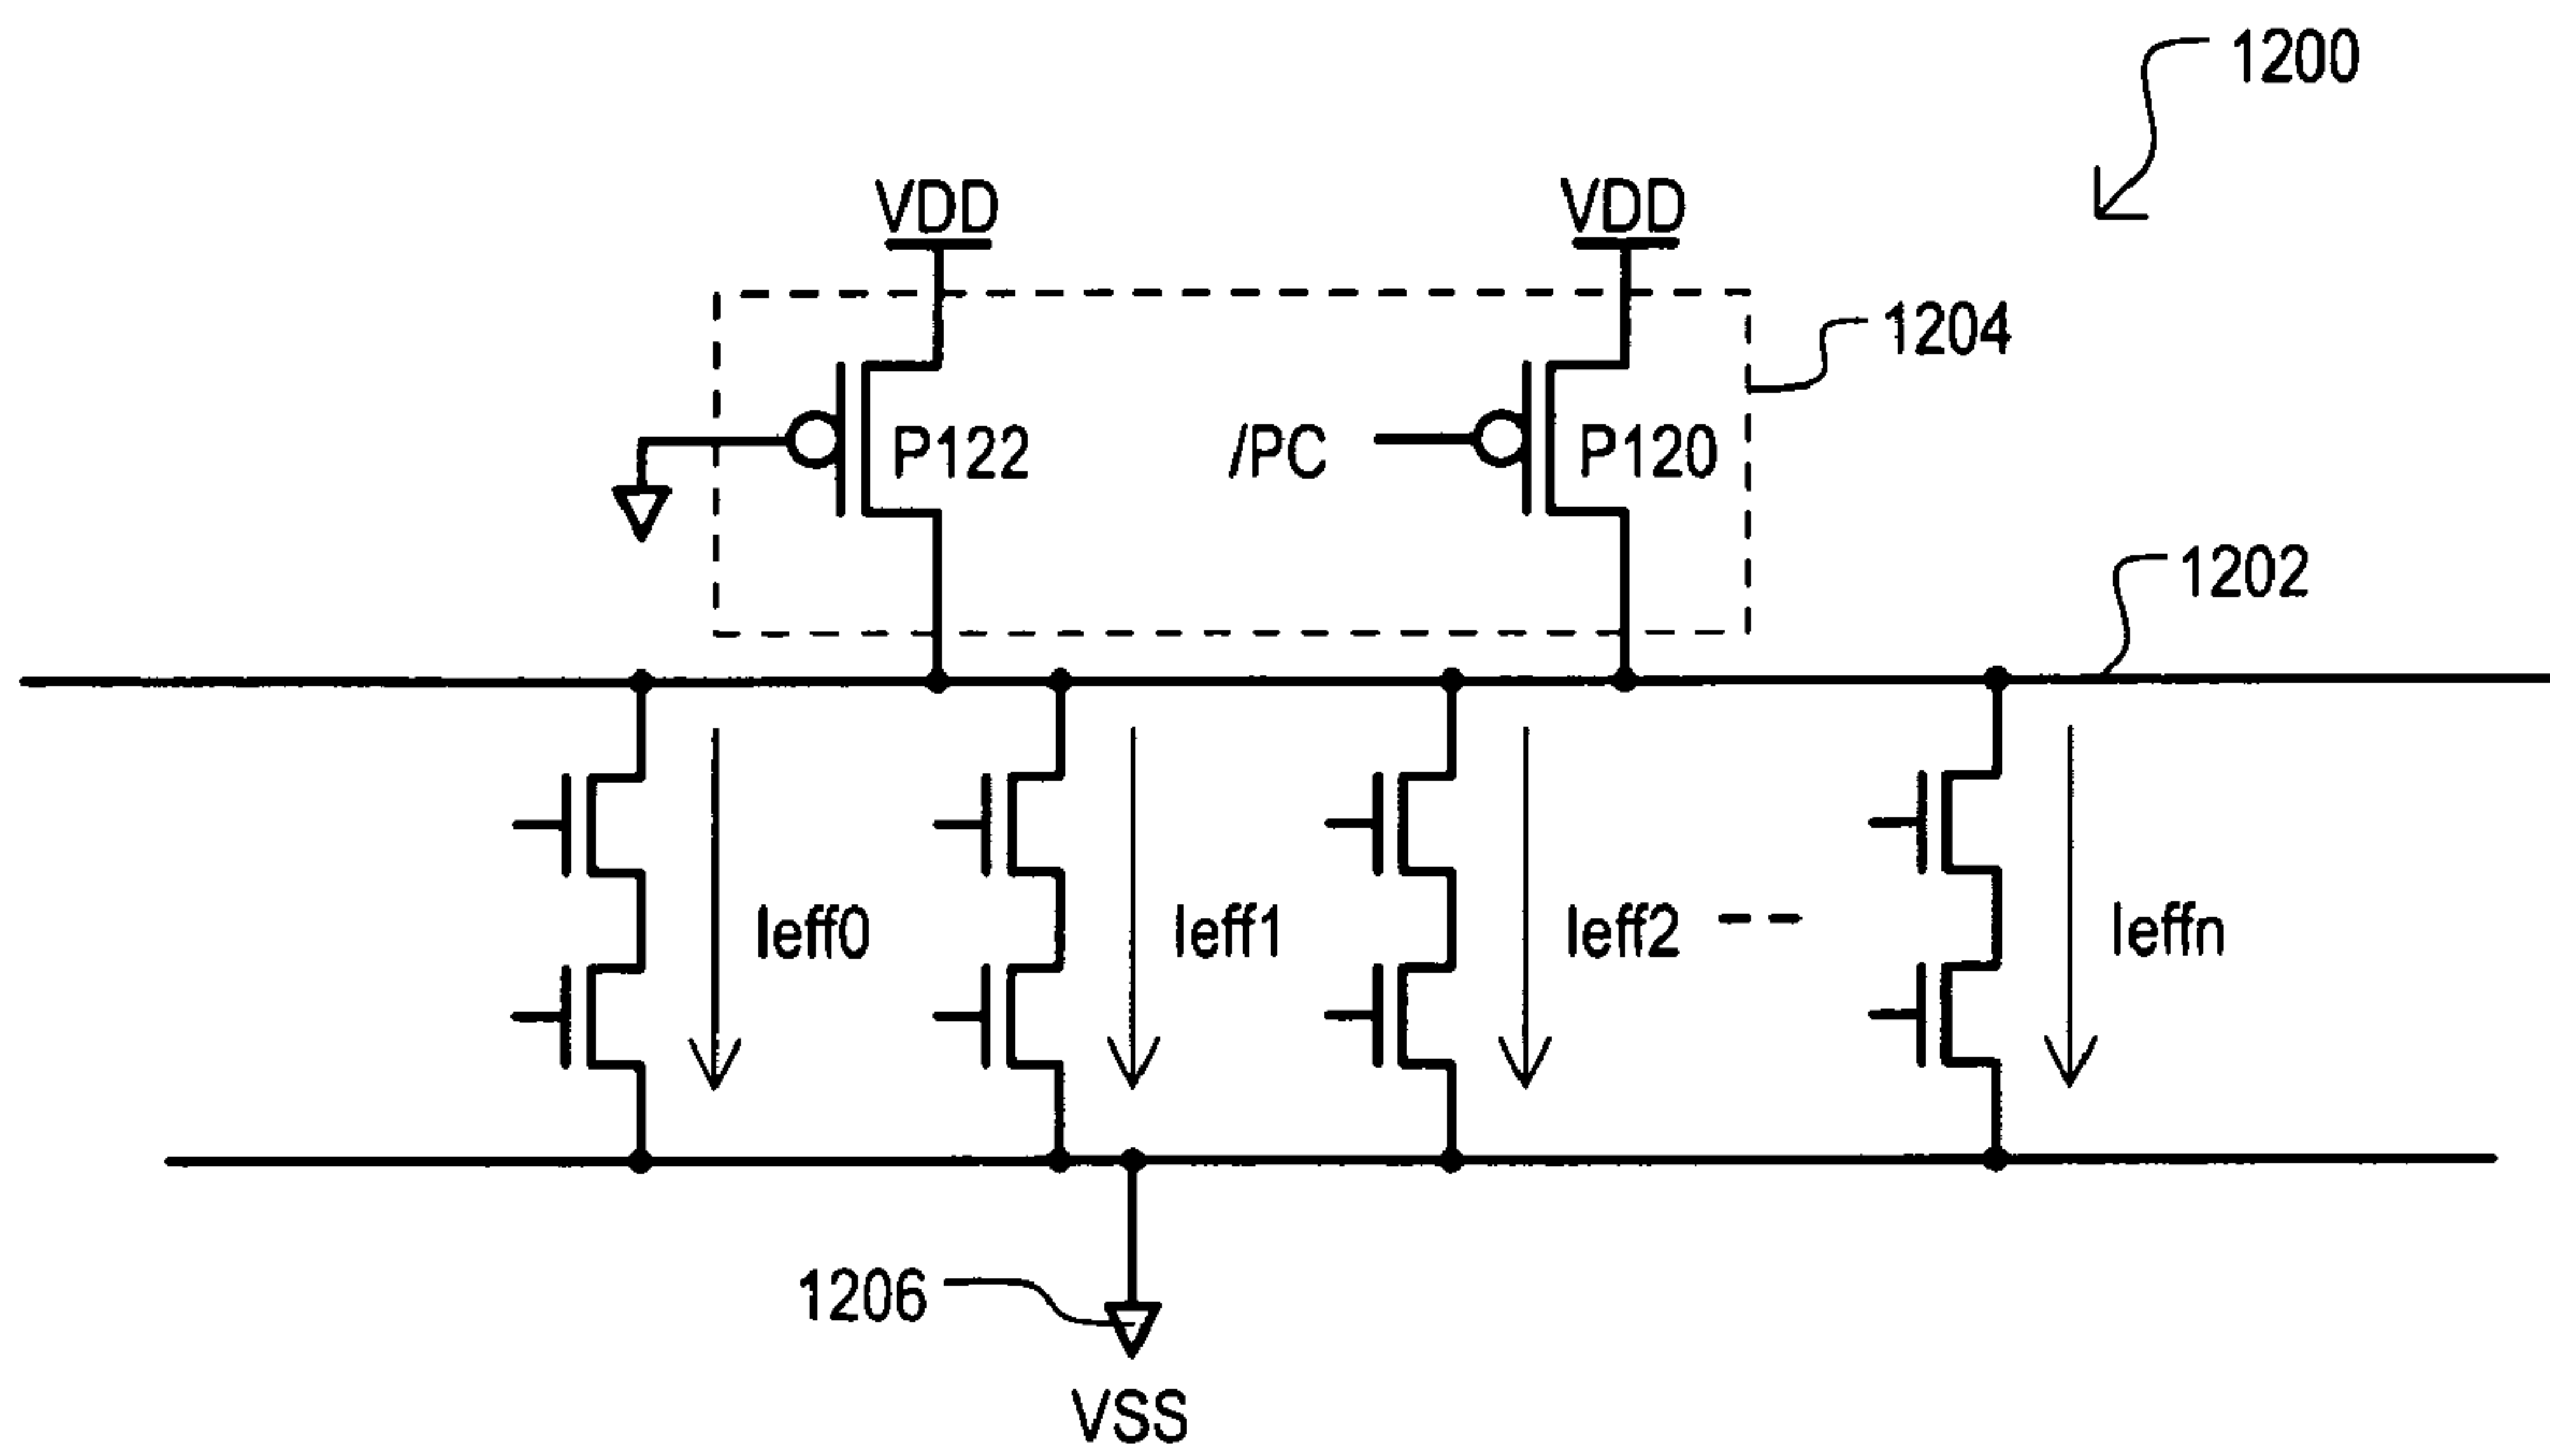 1200
VDD
VDD
1204
P122
/PC
P120
1202
Ieff0
Ieff1
Ieff2
Ieffn
1206
VSS